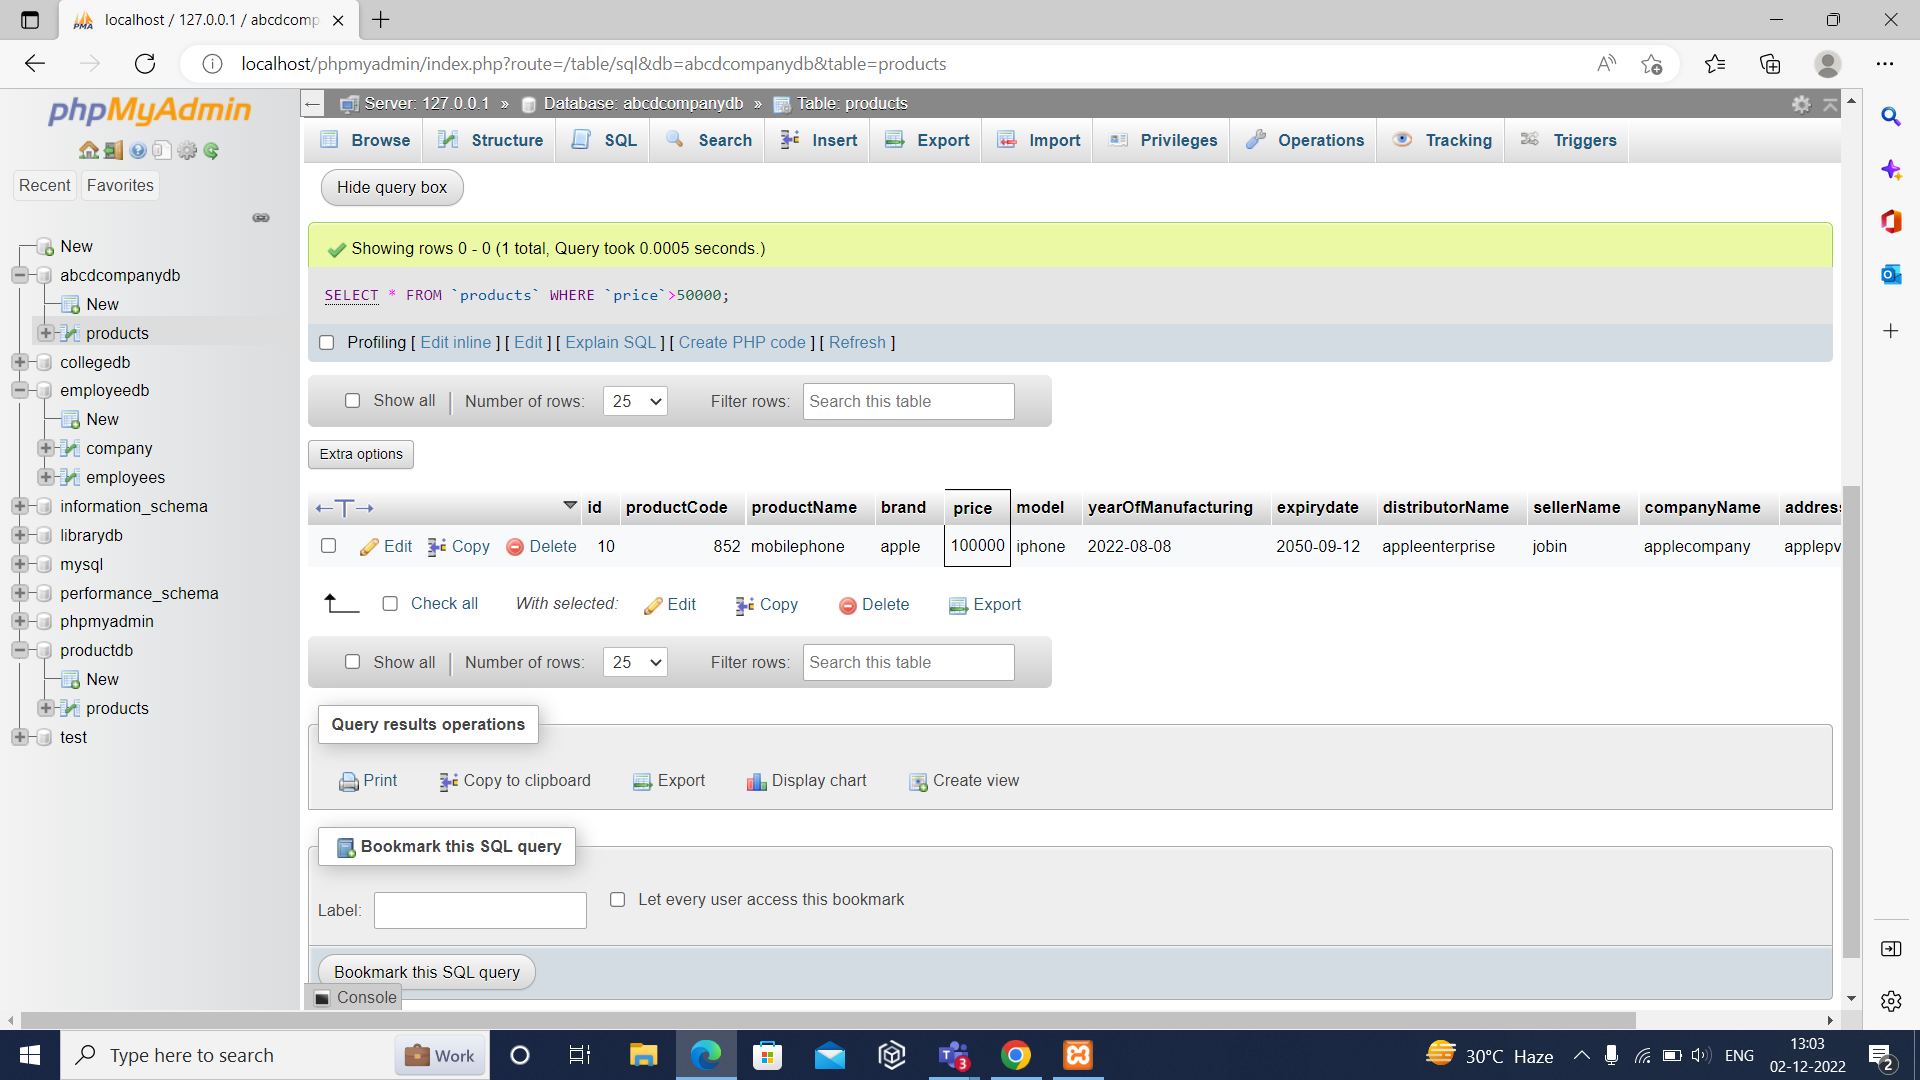 localhost / 127.0.0.1 / abcdcomp
localhost/phpmyadmin/index.php?route=/table/sql&db=abcdcompanydb&table=products
phpMyAdmin
Recent Favorites
New
abcdcompanydb
New
products
collegedb
employeedb
New
company
employees
information_schema
librarydb
mysql
performance_schema
phpmyadmin
productdb
New
products
test
Server: 127.0.0.1 » Database: abcdcompanydb » Table: products
Browse Structure SQL Search Insert Export Import Privileges Operations Tracking Triggers
Hide query box
Showing rows 0 - 0 (1 total, Query took 0.0005 seconds.)
SELECT * FROM `products` WHERE `price`>50000;
Profiling [ Edit inline ] [ Edit ] [ Explain SQL ] [ Create PHP code ] [ Refresh ]
Show all Number of rows: 25 Filter rows: Search this table
Extra options
←T→ id productCode productName brand price model yearOfManufacturing expirydate distributorName sellerName companyName addres
Edit Copy Delete 10 852 mobilephone apple 100000 iphone 2022-08-08 2050-09-12 appleenterprise jobin applecompany applepv
Check all With selected: Edit Copy Delete Export
Show all Number of rows: 25 Filter rows: Search this table
Query results operations
Print Copy to clipboard Export Display chart Create view
Bookmark this SQL query
Label: Let every user access this bookmark
Bookmark this SQL query
Console
Type here to search Work 3 30°C Haze ENG 13:03
02-12-2022 2